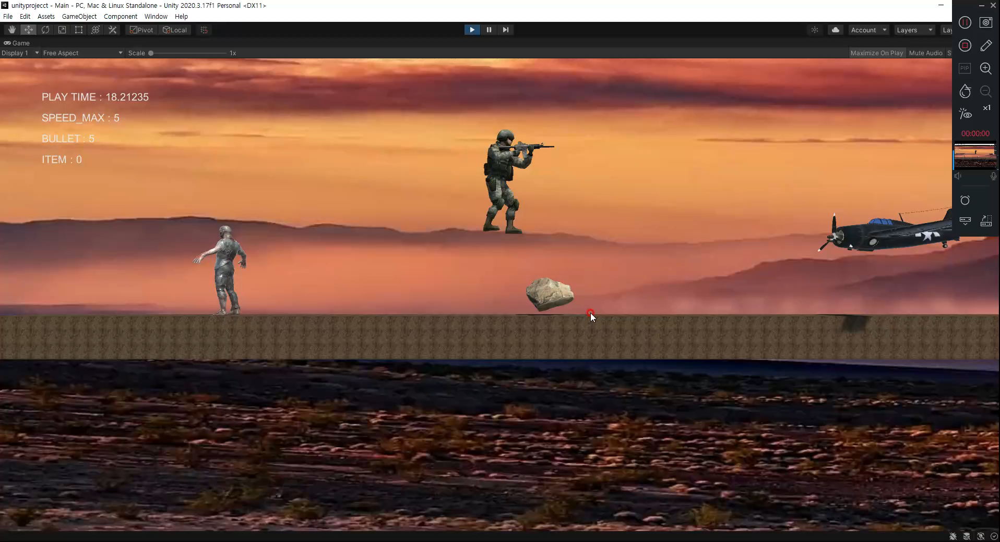 unityprojecct - Main - PC, Mac & Linux Standalone - Unity 2020.3.17f1 Personal <DX11>
File Edit Assets GameObject Component Window Help
Pivot Local Account Layers Lay
Game
Display 1 Free Aspect Scale 1x Maximize On Play Mute Audio S
PIP
x1
00:00:00
PLAY TIME : 18.21235
SPEED_MAX : 5
BULLET : 5
ITEM : 0